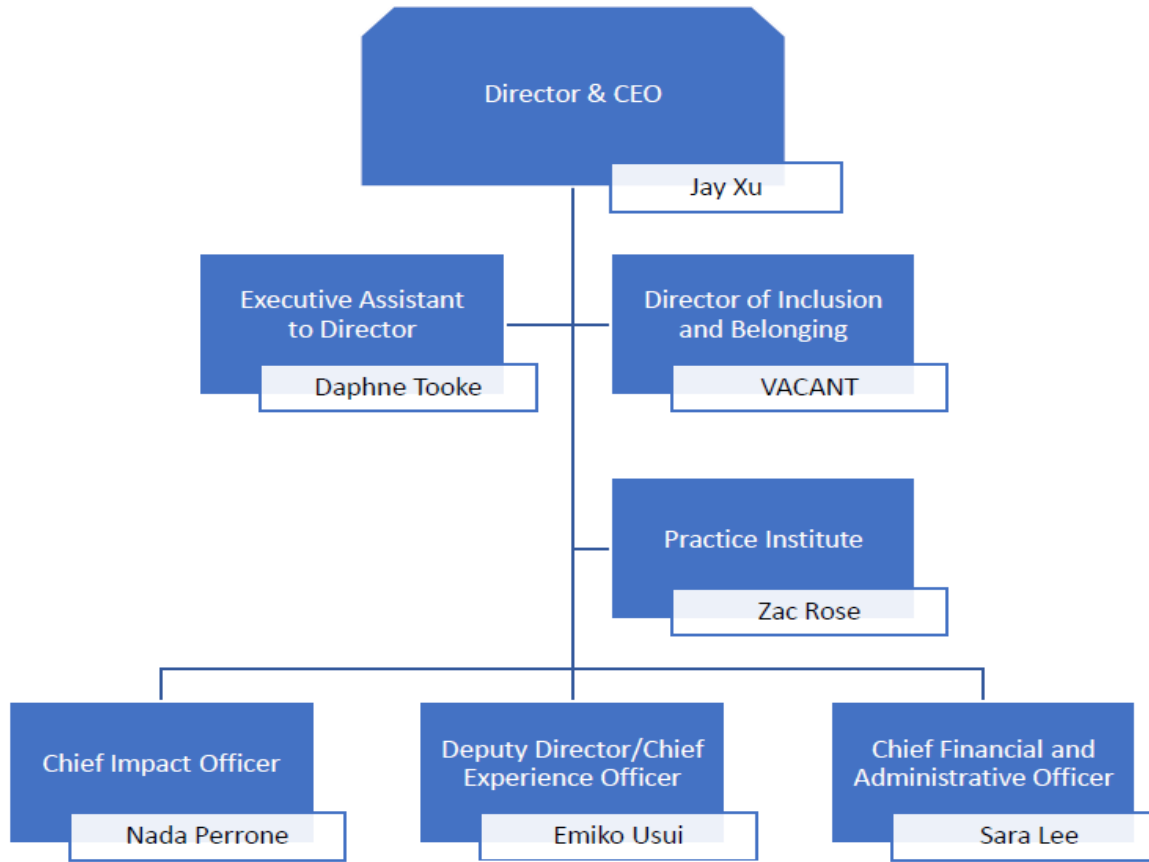 Director & CEO
Jay Xu
Executive Assistant
to Director
Daphne Tooke
Director of Inclusion
and Belonging
VACANT
Practice Institute
Zac Rose
Chief Impact Officer
Nada Perrone
Deputy Director/Chief
Experience Officer
Emiko Usui
Chief Financial and
Administrative Officer
Sara Lee